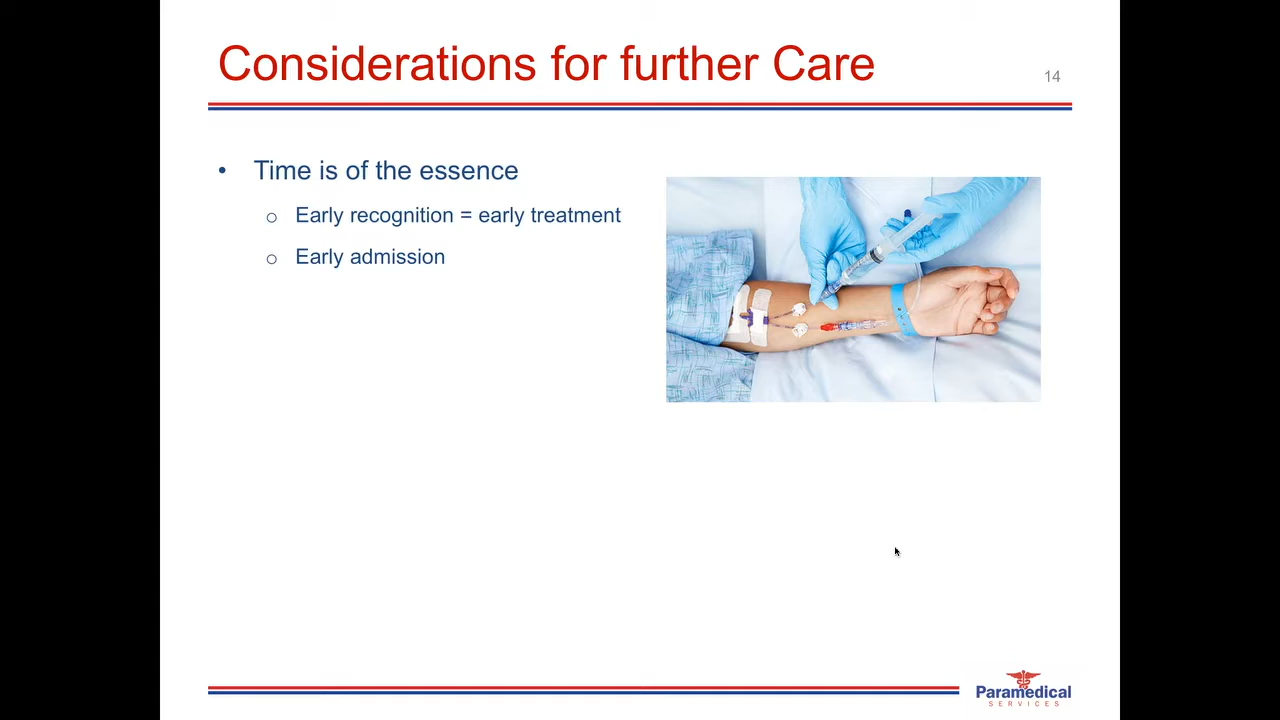 Considerations for further Care
14
• Time is of the essence
o Early recognition = early treatment
o Early admission
Paramedical
SERVICES